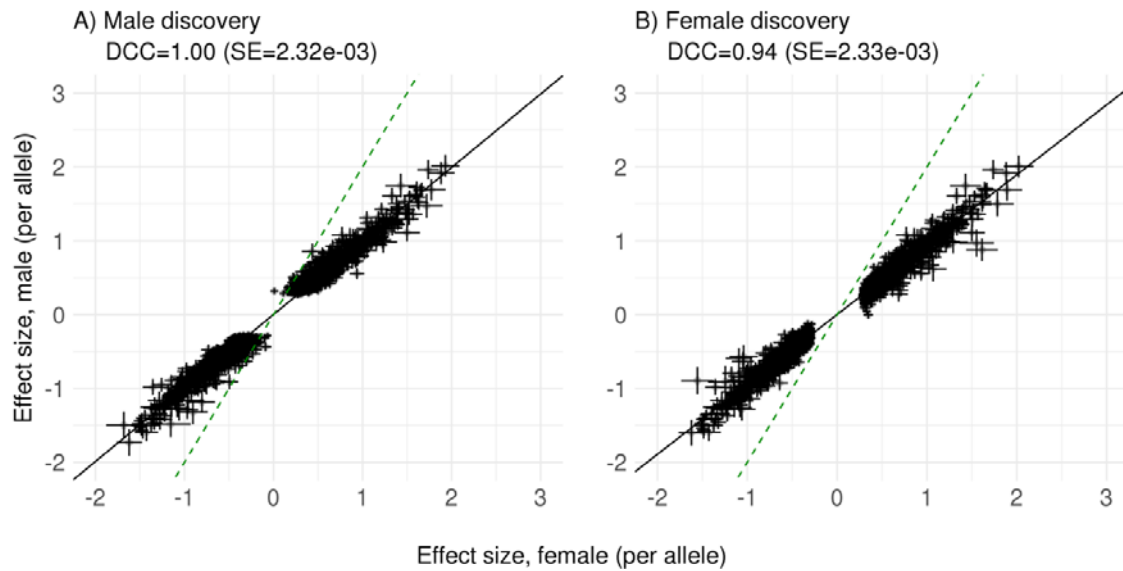 A) Male discovery
DCC=1.00 (SE=2.32e-03)
B) Female discovery
DCC=0.94 (SE=2.33e-03)
Effect size, male (per allele)
3
2
1
0
-1
-2
-2 -1 0 1 2 3
3
2
1
0
-1
-2
-2 -1 0 1 2 3
Effect size, female (per allele)